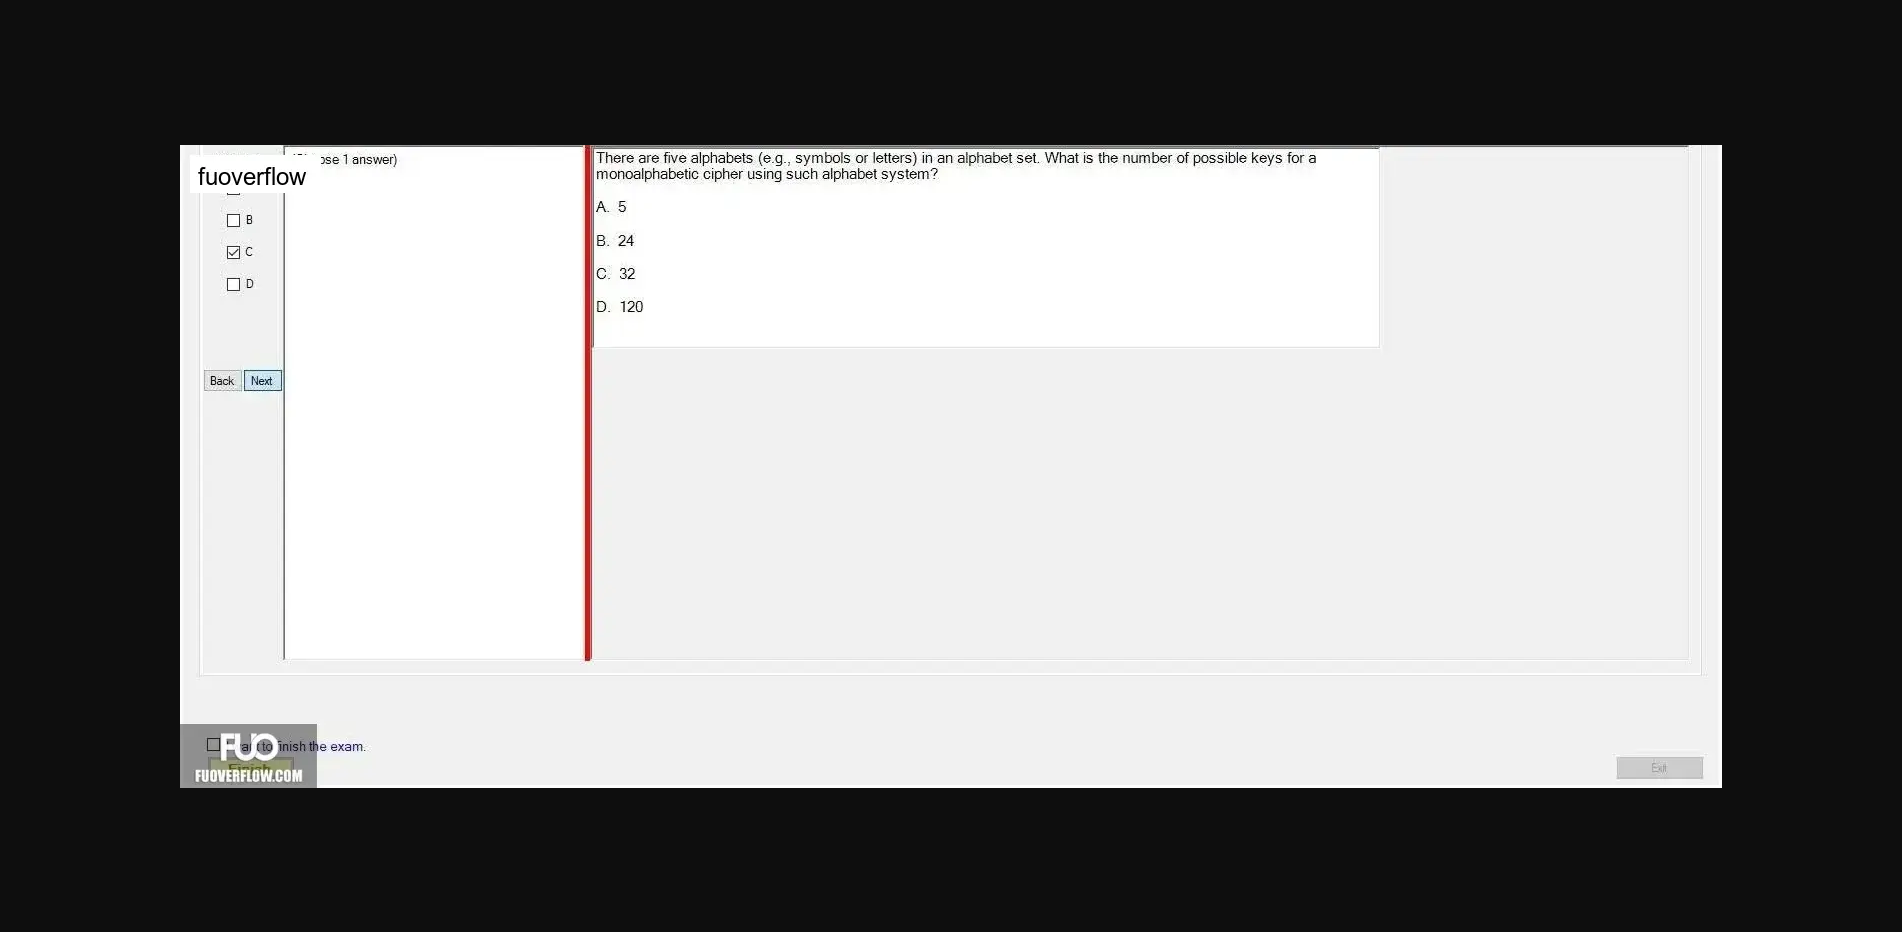 ose 1 answer)
fuoverflow
B
C
D
Back Next
There are five alphabets (e.g., symbols or letters) in an alphabet set. What is the number of possible keys for a
monoalphabetic cipher using such alphabet system?
A. 5
B. 24
C. 32
D. 120
to finish the exam.
FUO
Finish
FUOVERFLOW.COM
Exit